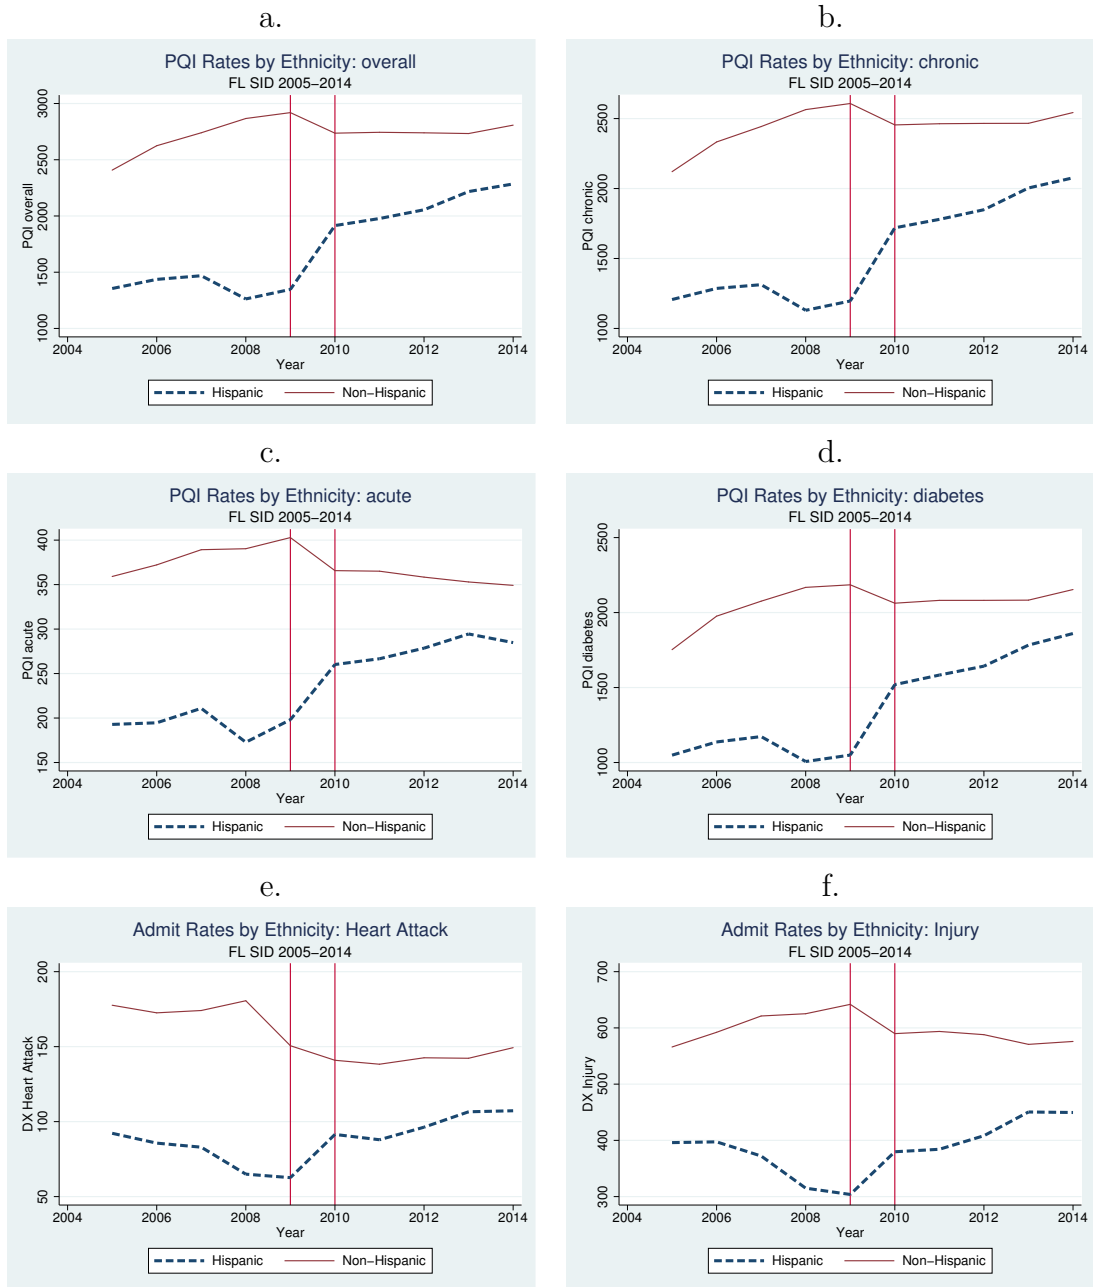 a.
PQI Rates by Ethnicity: overall
FL SID 2005−2014
PQI overall
3000
2500
2000
1500
1000
2004 2006 2008 2010 2012 2014
Year
Hispanic Non−Hispanic
b.
PQI Rates by Ethnicity: chronic
FL SID 2005−2014
PQI chronic
2500
2000
1500
1000
2004 2006 2008 2010 2012 2014
Year
Hispanic Non−Hispanic
c.
PQI Rates by Ethnicity: acute
FL SID 2005−2014
PQI acute
400
350
300
250
200
150
2004 2006 2008 2010 2012 2014
Year
Hispanic Non−Hispanic
d.
PQI Rates by Ethnicity: diabetes
FL SID 2005−2014
PQI diabetes
2500
2000
1500
1000
2004 2006 2008 2010 2012 2014
Year
Hispanic Non−Hispanic
e.
Admit Rates by Ethnicity: Heart Attack
FL SID 2005−2014
DX Heart Attack
200
150
100
50
2004 2006 2008 2010 2012 2014
Year
Hispanic Non−Hispanic
f.
Admit Rates by Ethnicity: Injury
FL SID 2005−2014
DX Injury
700
600
500
400
300
2004 2006 2008 2010 2012 2014
Year
Hispanic Non−Hispanic